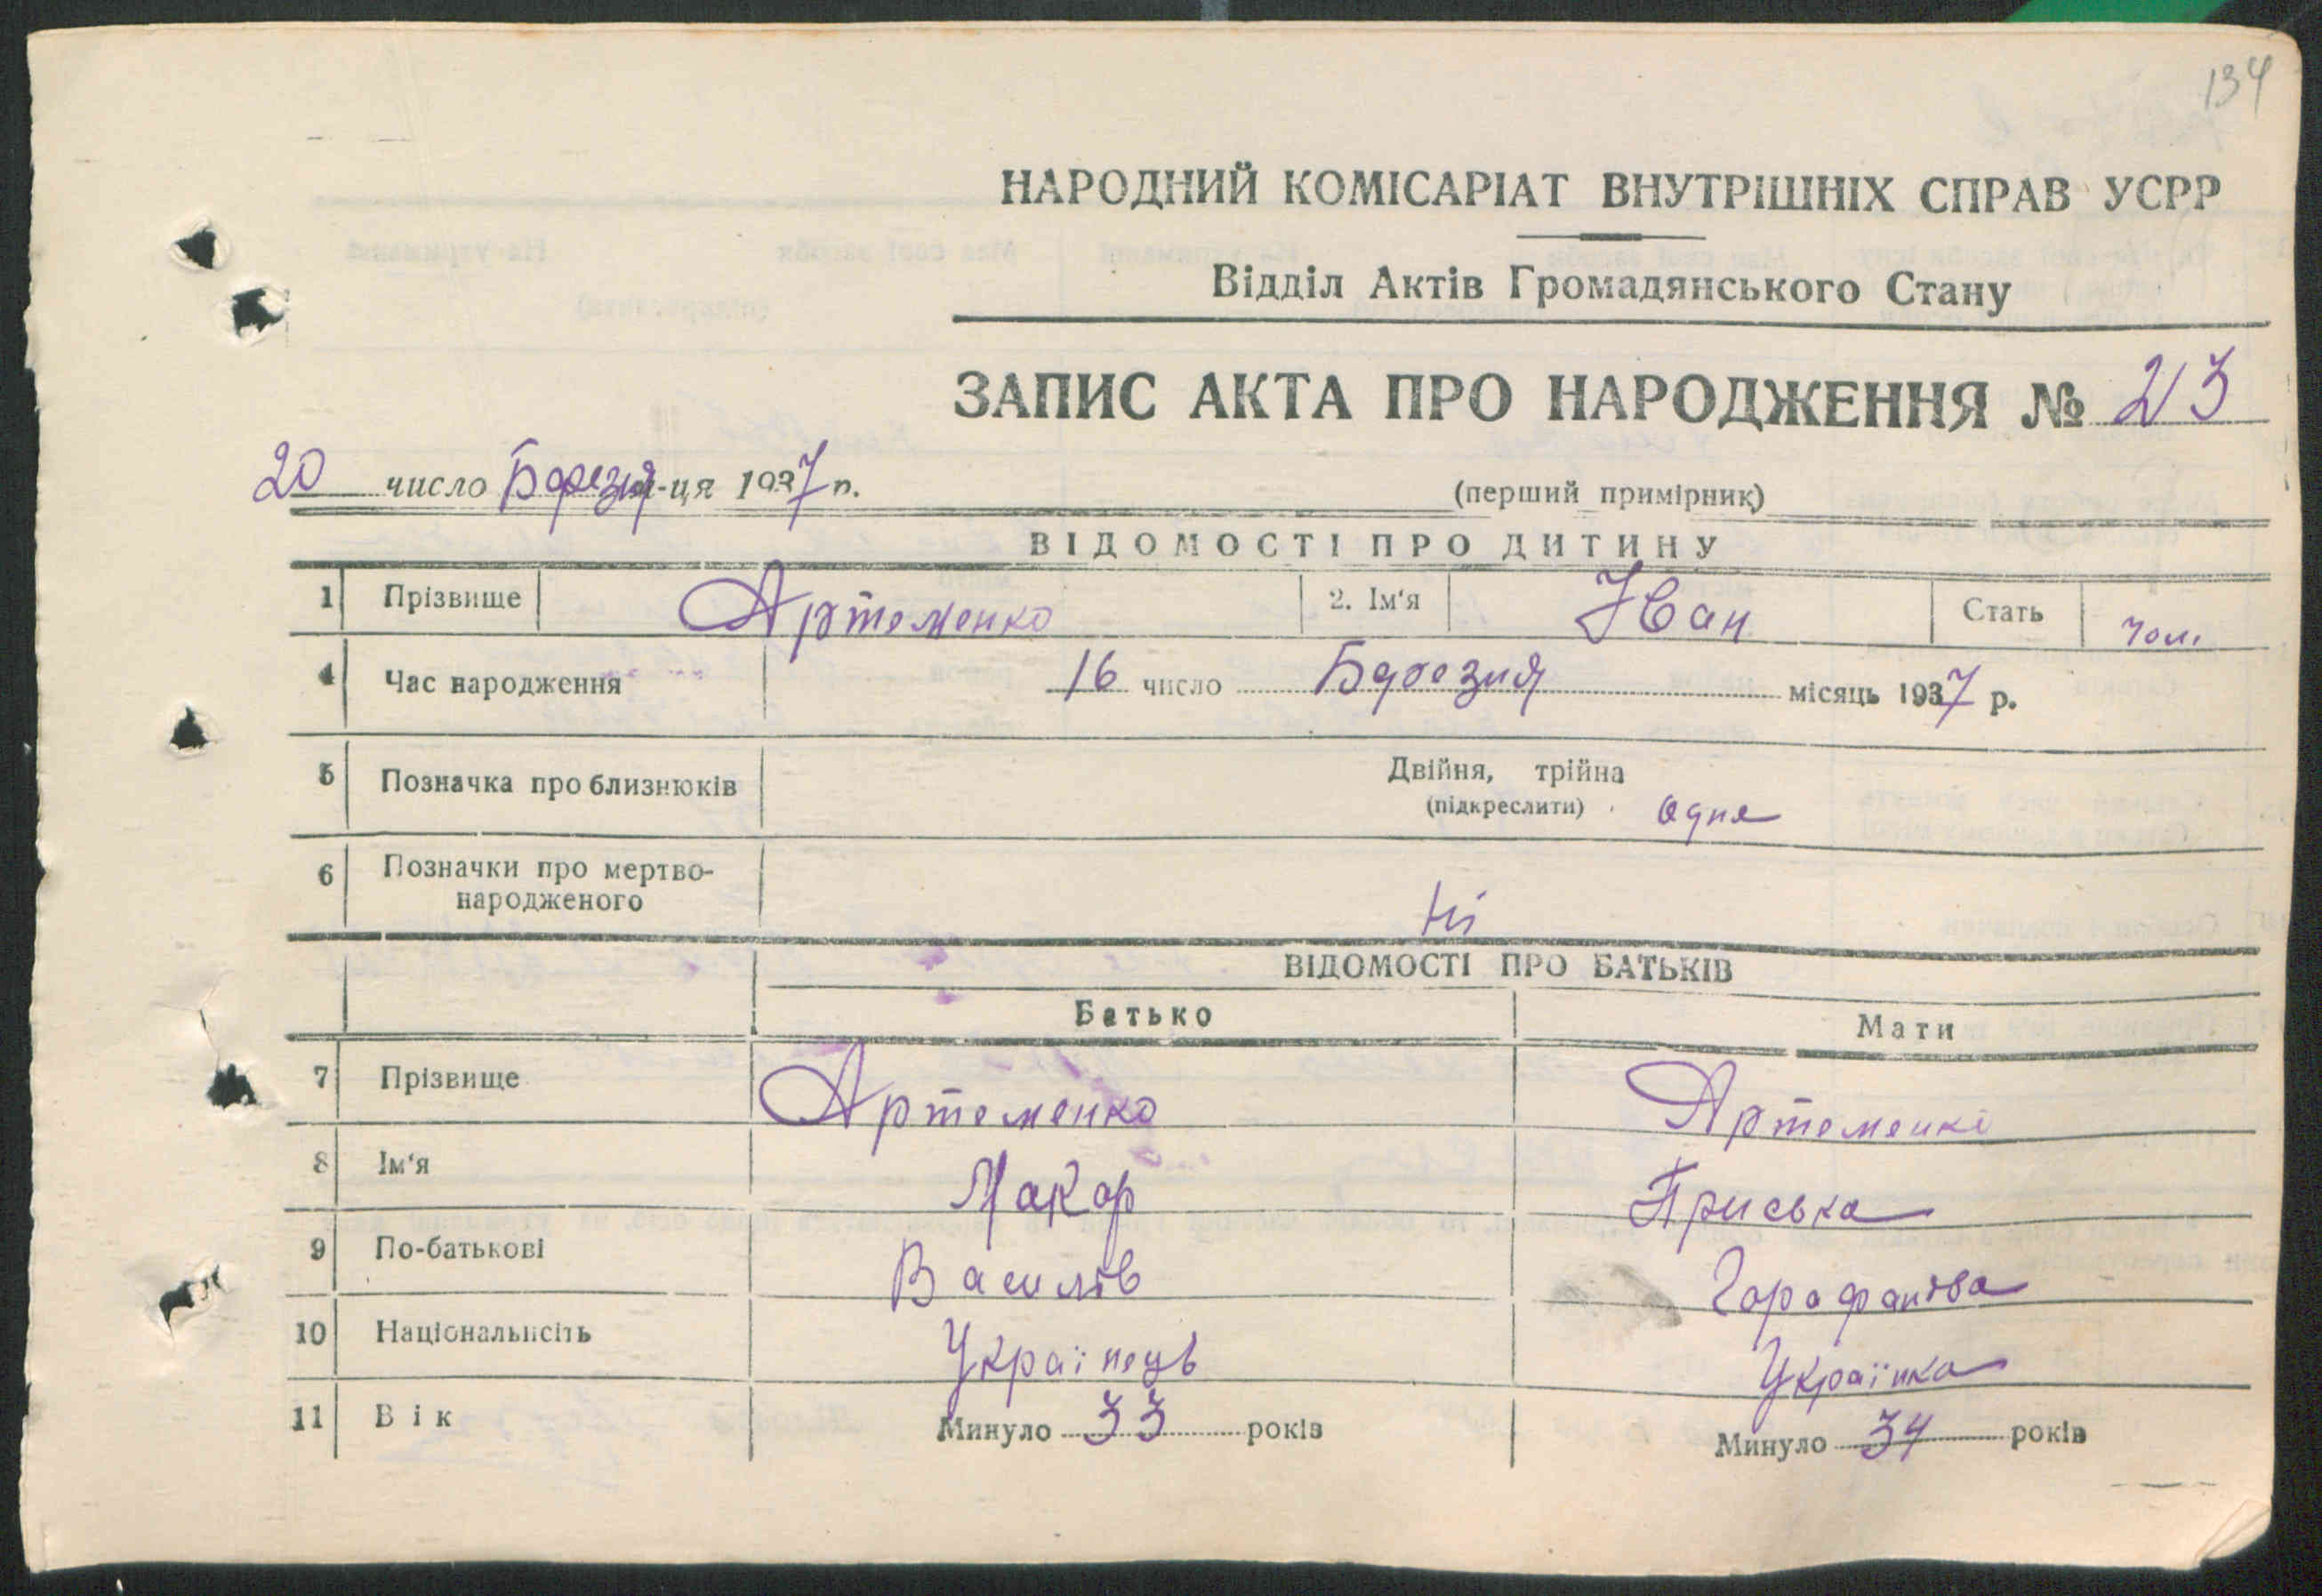 134
НАРОДНИЙ КОМІСАРІАТ ВНУТРІШНІХ СПРАВ УСРР
Відділ Актів Громадянського Стану
ЗАПИС АКТА ПРО НАРОДЖЕННЯ № 23
20 число Березня м-ця 1937 р.
(перший примірник)
ВІДОМОСТІ ПРО ДИТИНУ
1 Прізвище Артеменко 2. Ім'я Іван Стать чол.
4 Час народження 16 число Березня місяць 1937 р.
5 Позначка про близнюків Двійня, трійна
(підкреслити) одне
6 Позначки про мертво-
народженого Ні
ВІДОМОСТІ ПРО БАТЬКІВ
Батько Мати
7 Прізвище Артеменко Артеменко
8 Ім'я Макар Приська
9 По-батькові Василів
10 Національність Українець Українка
11 Вік Минуло 33 років Минуло 34 років